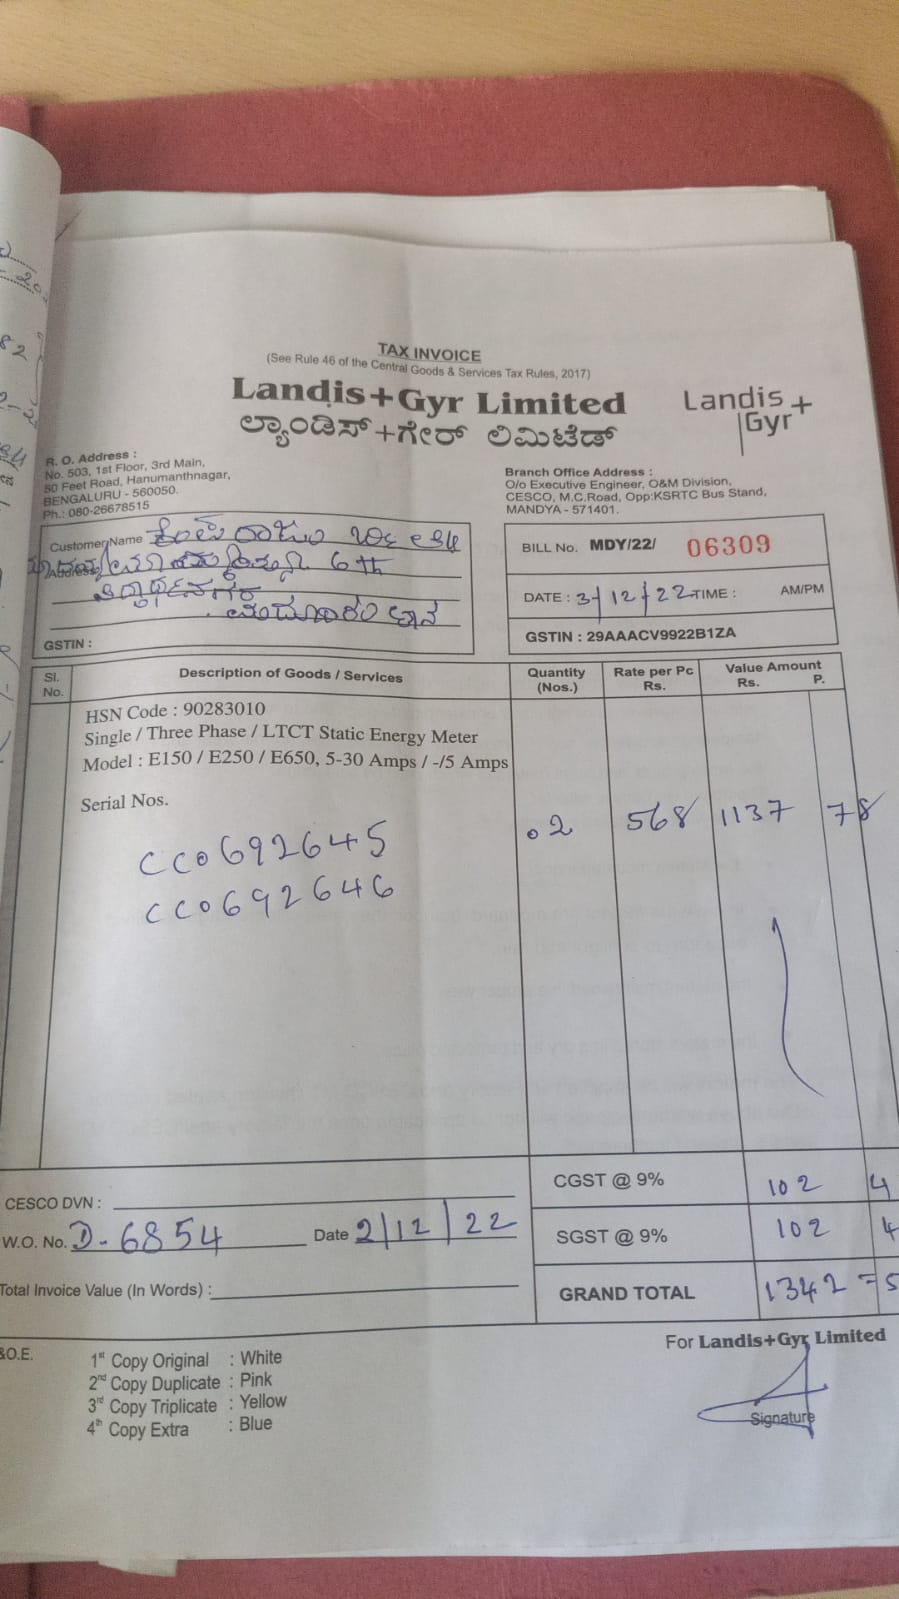 TAX INVOICE
(See Rule 46 of the Central Goods & Services Tax Rules, 2017)
Landis+Gyr Limited
ಲ್ಯಾಂಡಿಸ್+ಗೇರ್ ಲಿಮಿಟೆಡ್
Landis+
Gyr
R. O. Address :
No. 503, 1st Floor, 3rd Main,
50 Feet Road, Hanumanthnagar,
BENGALURU - 560050.
Ph.: 080-26678515
Branch Office Address :
O/o Executive Engineer, O&M Division,
CESCO, M.C.Road, Opp:KSRTC Bus Stand,
MANDYA - 571401.
Customer Name
Address 6th
GSTIN :
BILL No. MDY/22/ 06309
DATE : 3/12/22 TIME : AM/PM
GSTIN : 29AAACV9922B1ZA
Sl. No. Description of Goods / Services Quantity (Nos.) Rate per Pc Rs. Value Amount Rs. P.
HSN Code : 90283010
Single / Three Phase / LTCT Static Energy Meter
Model : E150 / E250 / E650, 5-30 Amps / -/5 Amps
Serial Nos.
CC0692645 02 568 1137 78
CC0692646
CESCO DVN :
CGST @ 9% 102 4
W.O. No. D-6854 Date 2/12/22
SGST @ 9% 102 4
Total Invoice Value (In Words) :
GRAND TOTAL 1342=5
&O.E.
1st Copy Original : White
2nd Copy Duplicate : Pink
3rd Copy Triplicate : Yellow
4th Copy Extra : Blue
For Landis+Gyr Limited
Signature